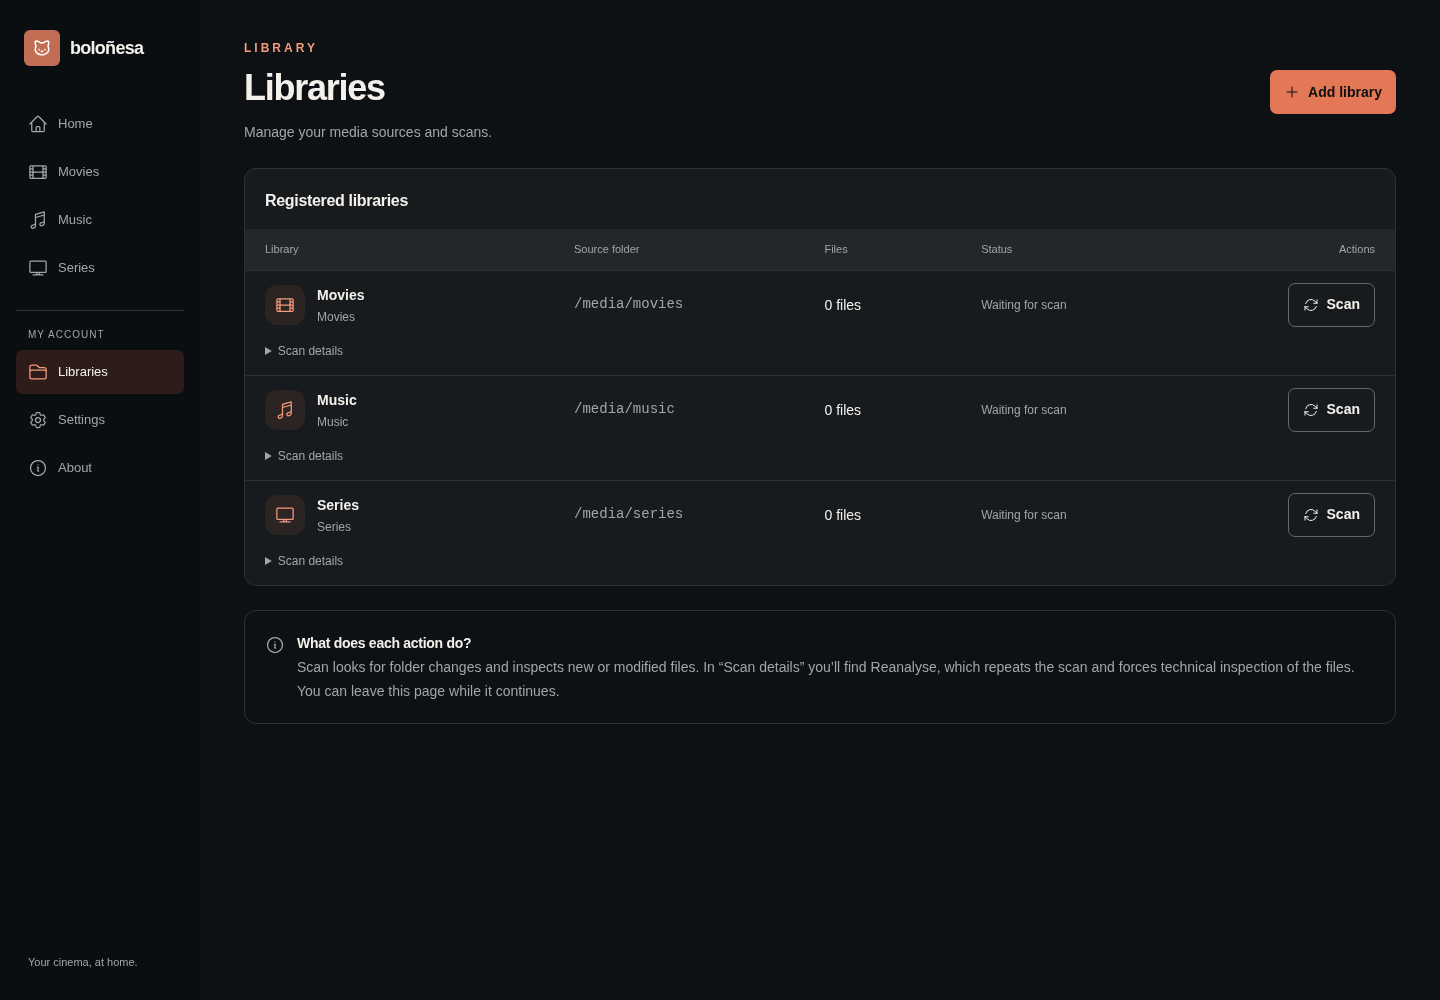 boloñesa
Home
Movies
Music
Series
MY ACCOUNT
Libraries
Settings
About
Your cinema, at home.
LIBRARY
Libraries
Manage your media sources and scans.
Add library
Registered libraries
Library Source folder Files Status Actions
Movies
Movies
/media/movies 0 files Waiting for scan Scan
Scan details
Music
Music
/media/music 0 files Waiting for scan Scan
Scan details
Series
Series
/media/series 0 files Waiting for scan Scan
Scan details
What does each action do?
Scan looks for folder changes and inspects new or modified files. In “Scan details” you’ll find Reanalyse, which repeats the scan and forces technical inspection of the files.
You can leave this page while it continues.